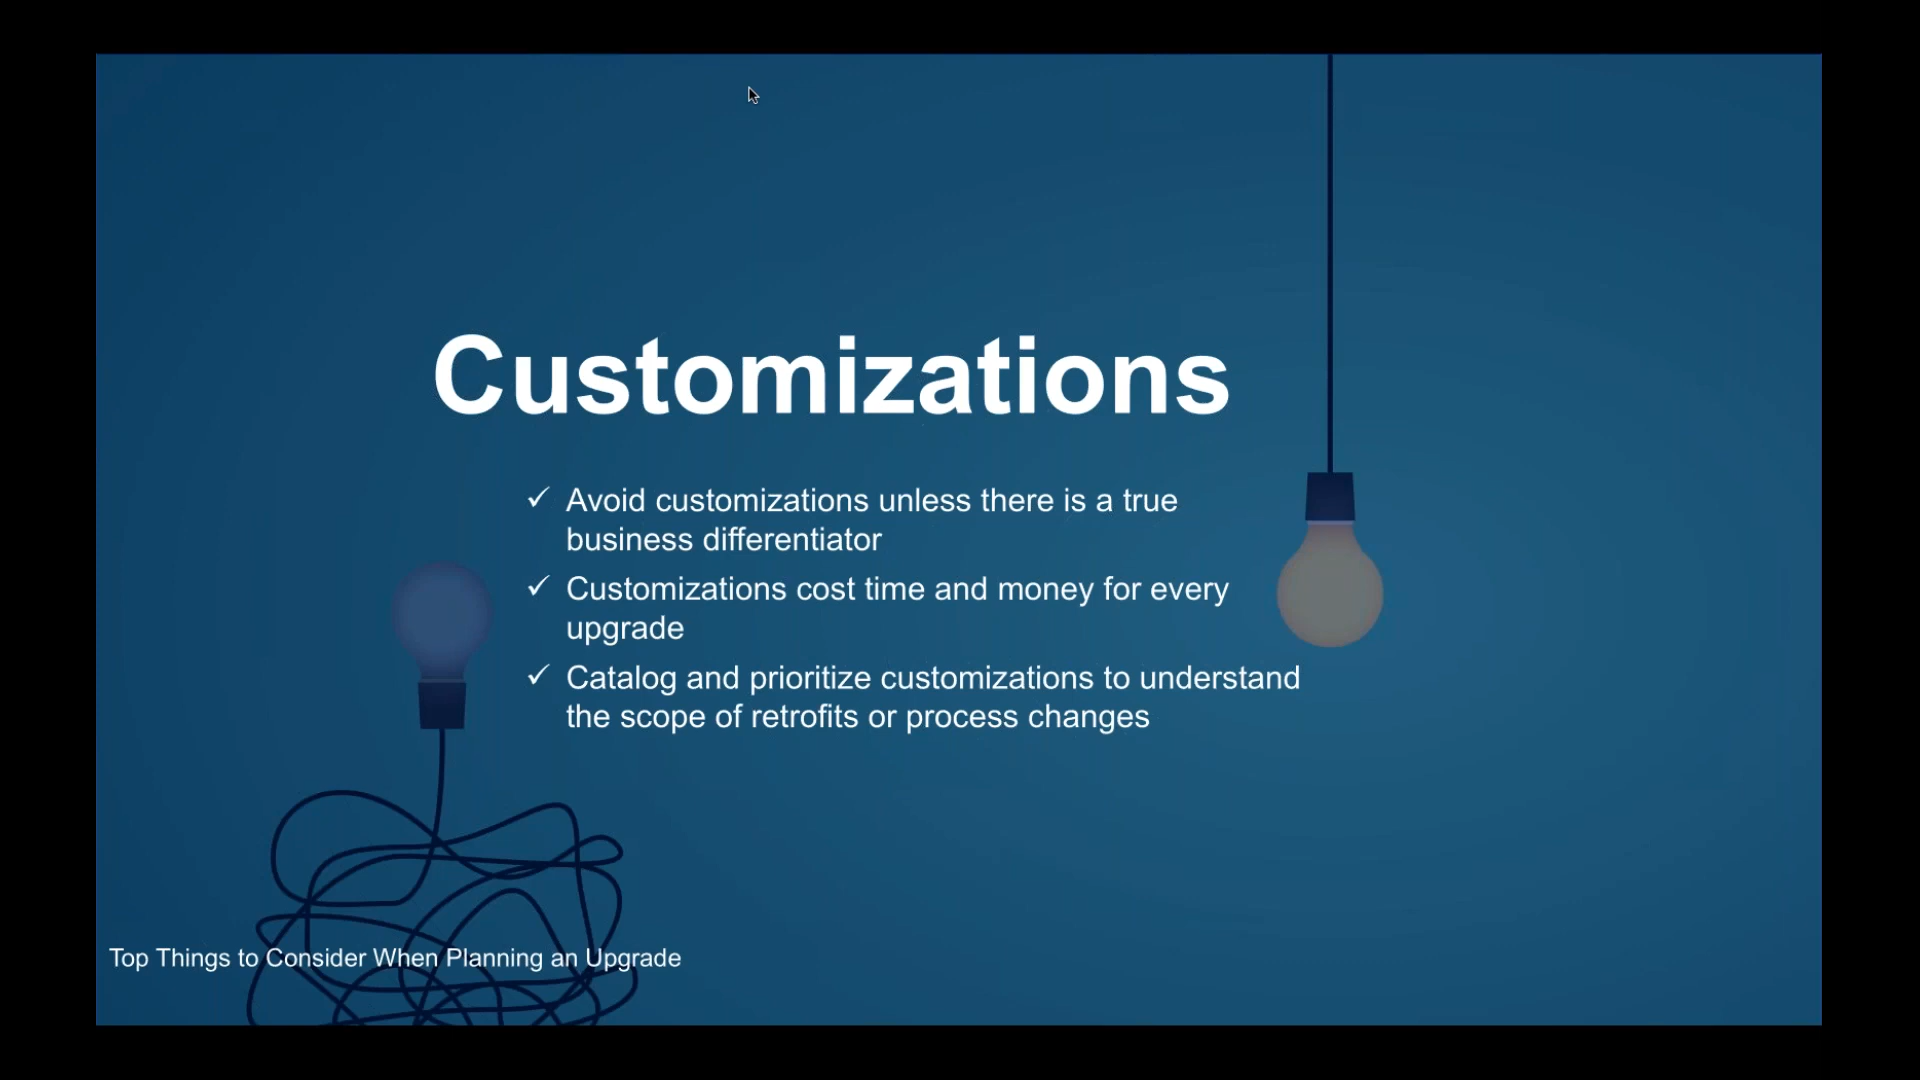 Customizations
✓ Avoid customizations unless there is a true
business differentiator
✓ Customizations cost time and money for every
upgrade
✓ Catalog and prioritize customizations to understand
the scope of retrofits or process changes
Top Things to Consider When Planning an Upgrade